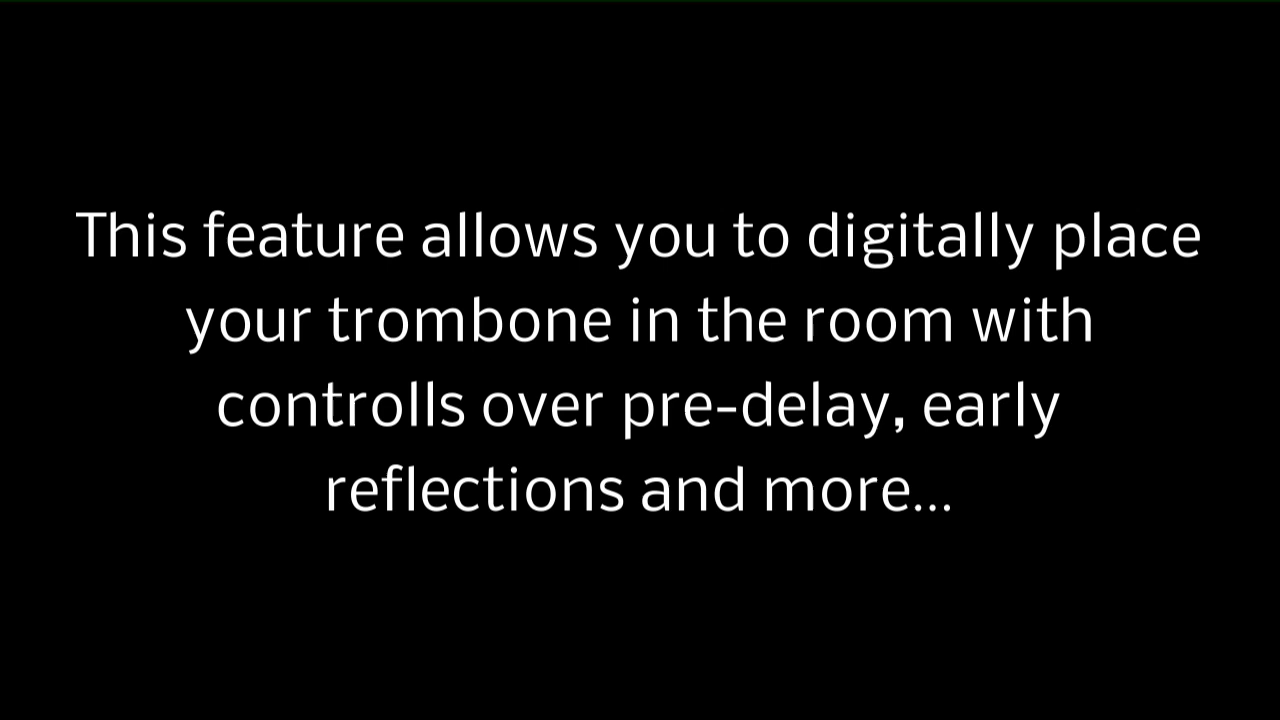 This feature allows you to digitally place
your trombone in the room with
controlls over pre-delay, early
reflections and more...